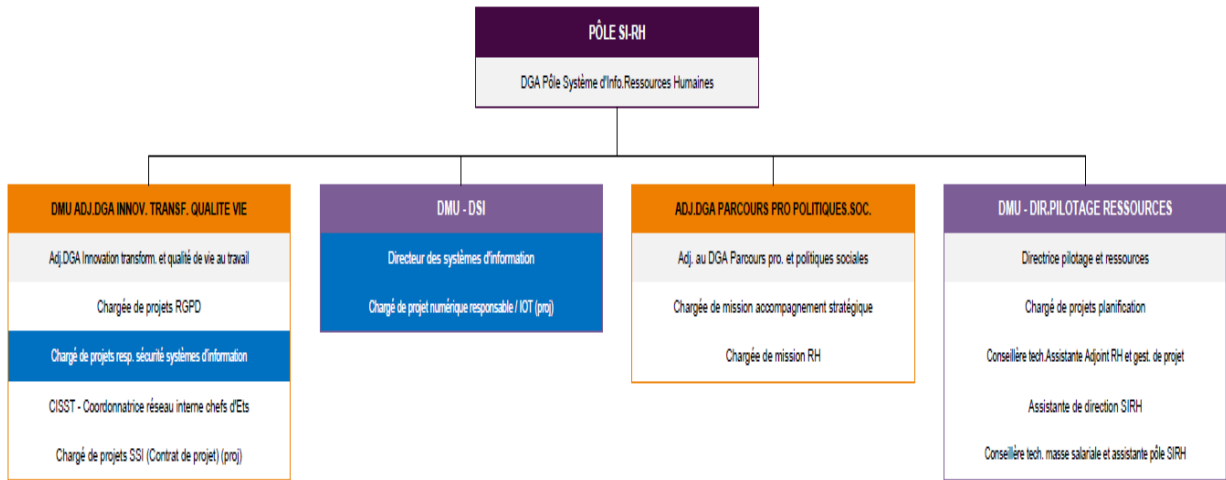 PÔLE SI-RH
DGA Pôle Système d'Info.Ressources Humaines
DMU ADJ.DGA INNOV. TRANSF. QUALITE VIE
Adj.DGA Innovation transform. et qualité de vie au travail
Chargée de projets RGPD
Chargé de projets resp. sécurité systèmes d'information
CISST - Coordonnatrice réseau interne chefs d'Ets
Chargé de projets SSI (Contrat de projet) (proj)
DMU - DSI
Directeur des systèmes d'information
Chargé de projet numérique responsable / IOT (proj)
ADJ.DGA PARCOURS PRO POLITIQUES.SOC.
Adj. au DGA Parcours pro. et politiques sociales
Chargée de mission accompagnement stratégique
Chargée de mission RH
DMU - DIR.PILOTAGE RESSOURCES
Directrice pilotage et ressources
Chargé de projets planification
Conseillère tech.Assistante Adjoint RH et gest. de projet
Assistante de direction SIRH
Conseillère tech. masse salariale et assistante pôle SIRH